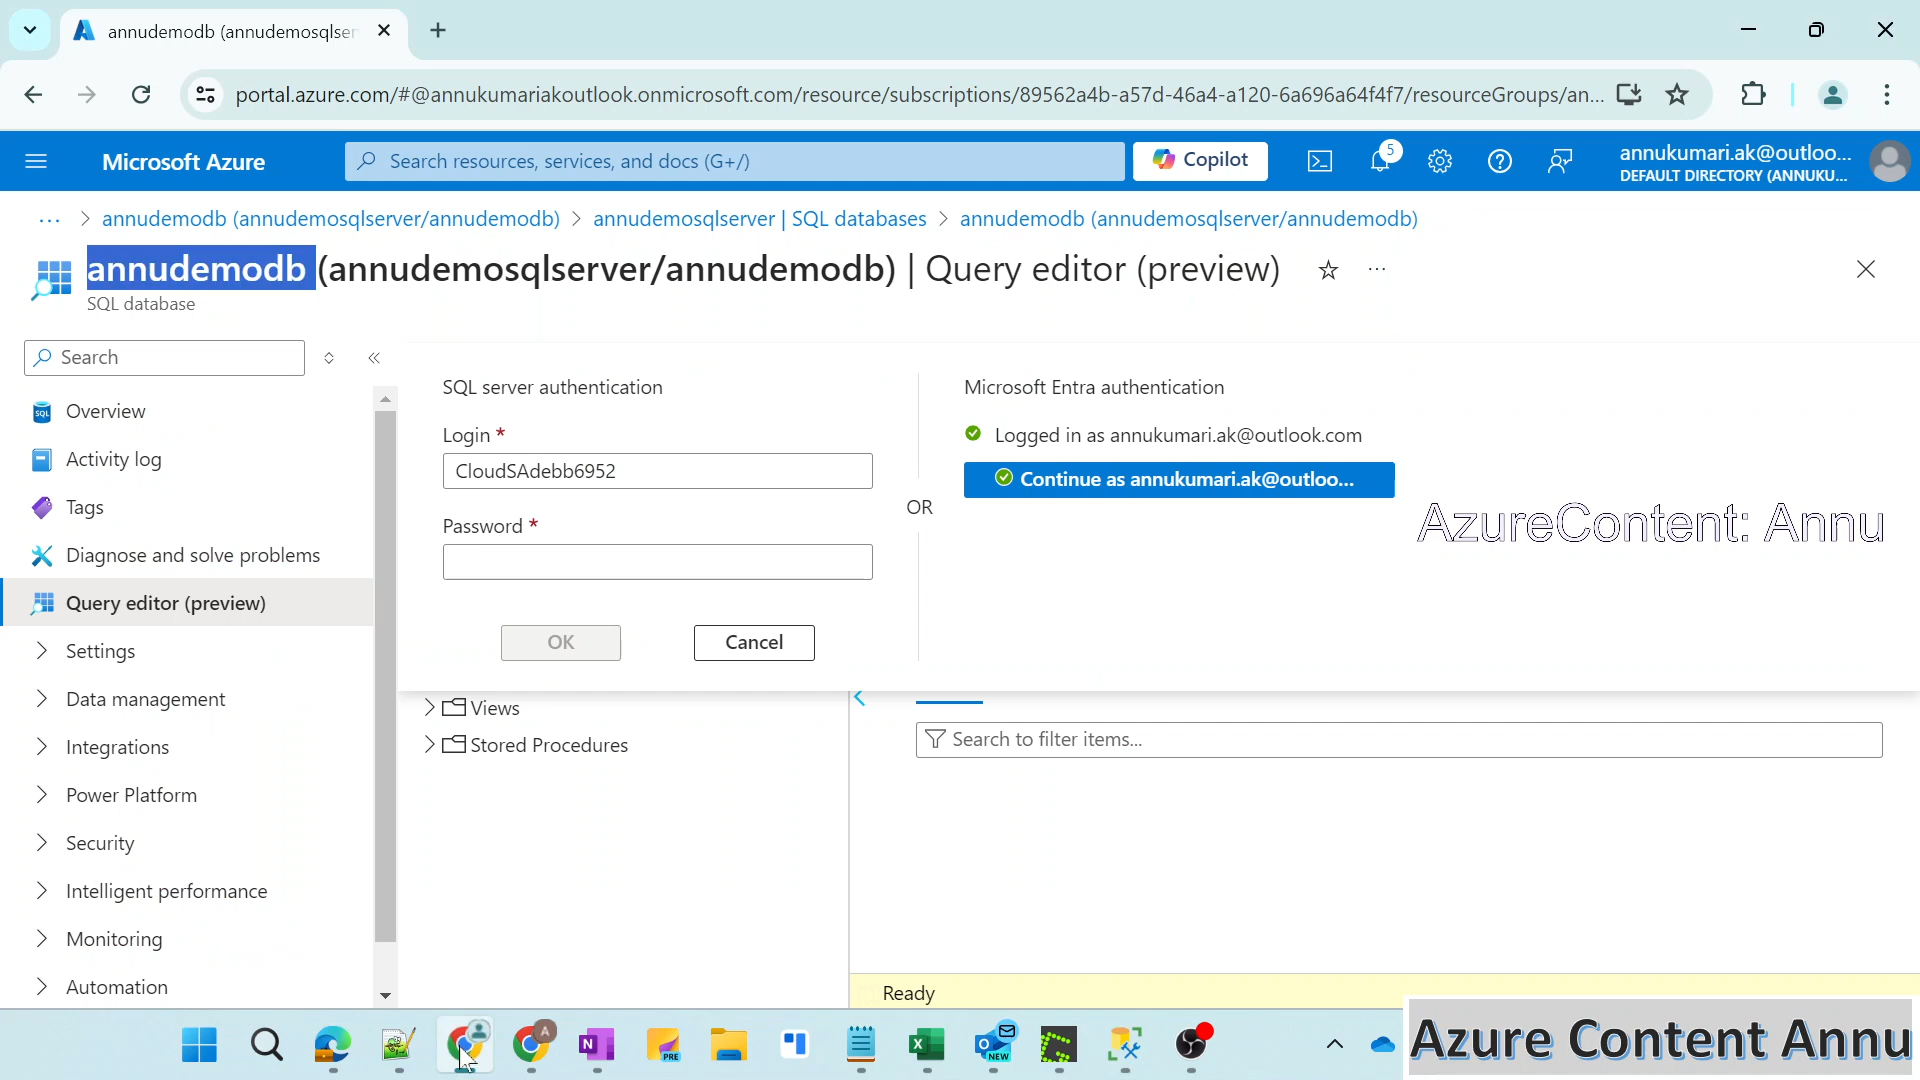 annudemodb (annudemosqlser
portal.azure.com/#@annukumariakoutlook.onmicrosoft.com/resource/subscriptions/89562a4b-a57d-46a4-a120-6a696a64f4f7/resourceGroups/an...
Microsoft Azure
Search resources, services, and docs (G+/)
Copilot
5
annukumari.ak@outloo...
DEFAULT DIRECTORY (ANNUKU...
... > annudemodb (annudemosqlserver/annudemodb) > annudemosqlserver | SQL databases > annudemodb (annudemosqlserver/annudemodb)
annudemodb (annudemosqlserver/annudemodb) | Query editor (preview)
SQL database
Search
Overview
Activity log
Tags
Diagnose and solve problems
Query editor (preview)
Settings
Data management
Integrations
Power Platform
Security
Intelligent performance
Monitoring
Automation
SQL server authentication
Login *
CloudSAdebb6952
Password *
OK
Cancel
OR
Microsoft Entra authentication
Logged in as annukumari.ak@outlook.com
Continue as annukumari.ak@outloo...
AzureContent: Annu
Views
Stored Procedures
Search to filter items...
Ready
A
PRE
NEW
Azure Content Annu